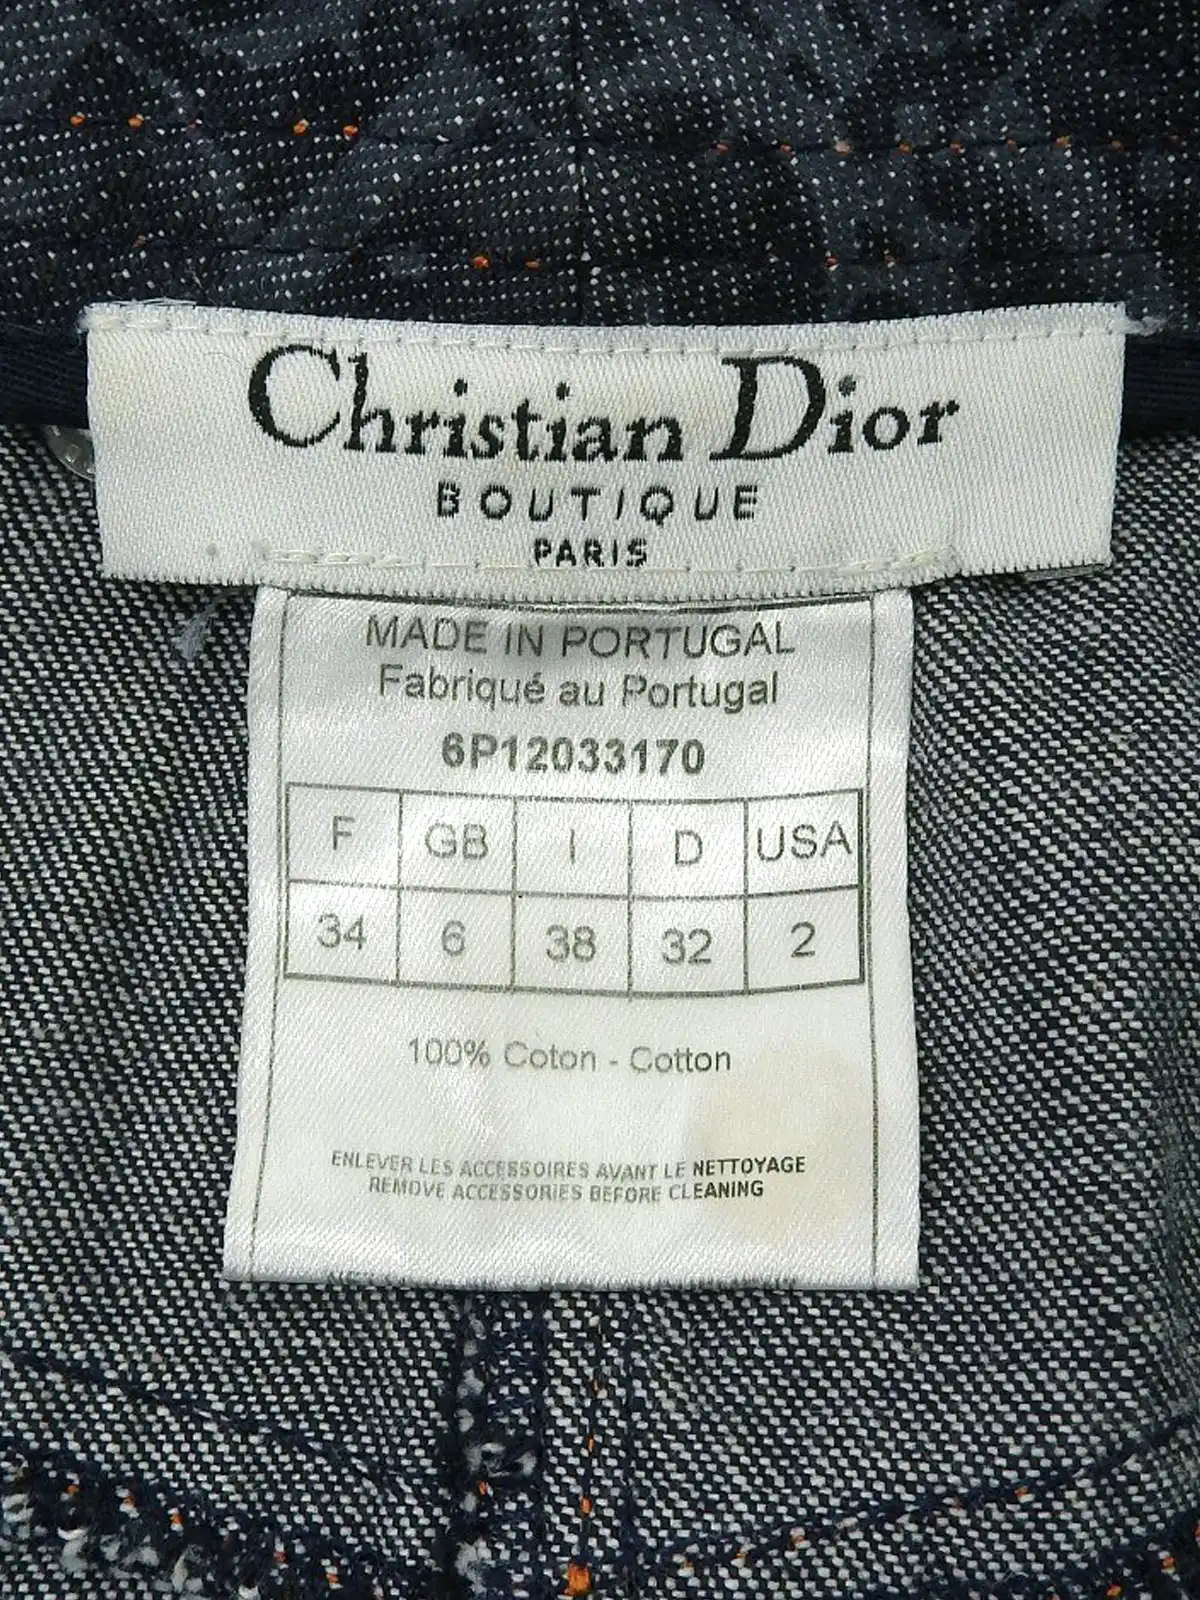 Christian Dior
BOUTIQUE
PARIS
MADE IN PORTUGAL
Fabriqué au Portugal
6P12033170
F GB I D USA
34 6 38 32 2
100% Coton - Cotton
ENLEVER LES ACCESSOIRES AVANT LE NETTOYAGE
REMOVE ACCESSORIES BEFORE CLEANING